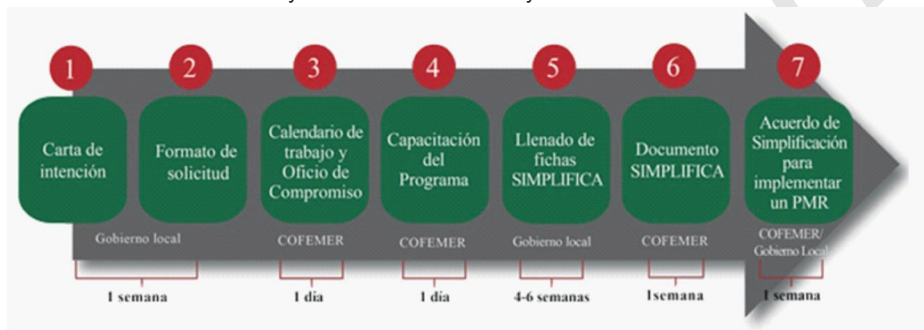 1
2
3
4
5
6
7
Carta de
intención
Formato de
solicitud
Calendario de
trabajo y
Oficio de
Compromiso
Capacitación
del
Programa
Llenado de
fichas
SIMPLIFICA
Documento
SIMPLIFICA
Acuerdo de
Simplificación
para
implementar
un PMR
Gobierno local
COFEMER
COFEMER
Gobierno local
COFEMER
COFEMER/
Gobierno Local
1 semana
1 día
1 día
4-6 semanas
1semana
1 semana